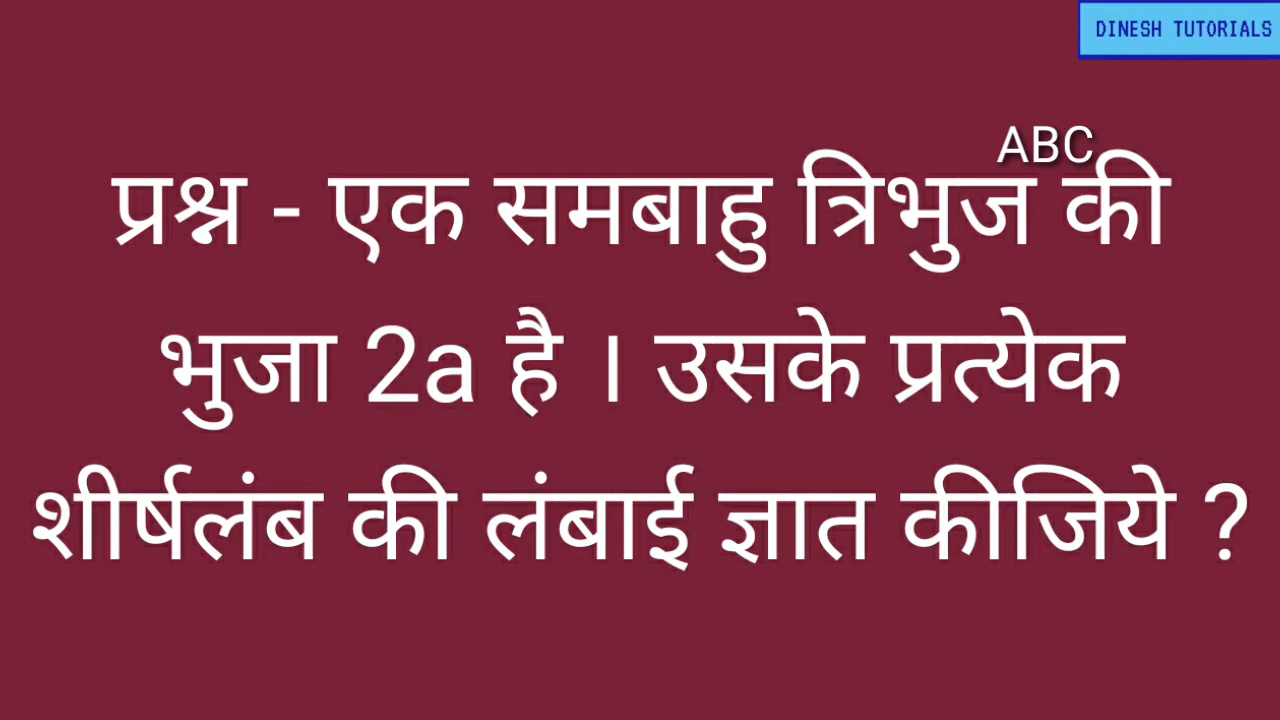 DINESH TUTORIALS
ABC
प्रश्न - एक समबाहु त्रिभुज की
भुजा 2a है । उसके प्रत्येक
शीर्षलंब की लंबाई ज्ञात कीजिये ?